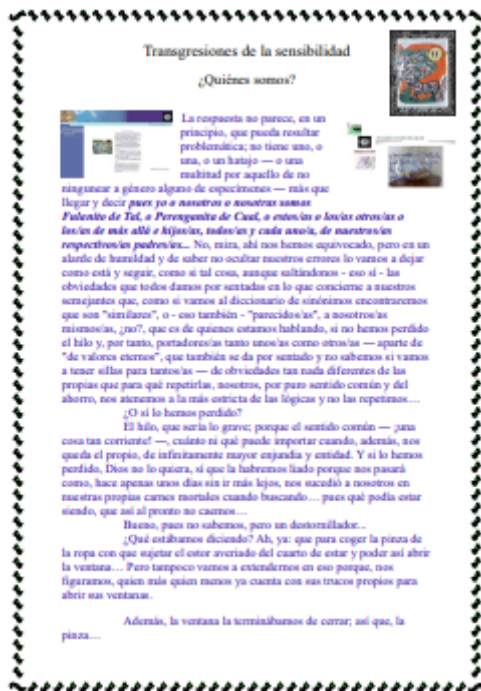 Transgresiones de la sensibilidad
¿Quiénes somos?
La respuesta no parece, en un
principio, que pueda resultar
problemática; no tiene uno, o
una, o un hatajo — o una
multitud por aquello de no
ningunear a género alguno de especímenes — más que
llegar y decir pues yo o nosotros o nosotras somos
Fulanito de Tal, o Perenganita de Cual, o estos/as o los/as otros/as o
los/as de más allá e hijos/as, todos/as y cada uno/a, de nuestros/as
respectivos/as padres/as... No, mira, ahí nos hemos equivocado, pero en un
alarde de humildad y de saber no ocultar nuestros errores lo vamos a dejar
como está y seguir, como si tal cosa, aunque saltándonos - eso sí - las
obviedades que todos damos por sentadas en lo que concierne a nuestros
semejantes que, como si vamos al diccionario de sinónimos encontraremos
que son "similares", o - eso también - "parecidos/as", a nosotros/as
mismos/as, ¿no?, que es de quienes estamos hablando, si no hemos perdido
el hilo y, por tanto, portadores/as tanto unos/as como otros/as — aparte de
"de valores eternos", que también se da por sentado y no sabemos si vamos
a tener sillas para tantos/as — de obviedades tan nada diferentes de las
propias que para qué repetirlas, nosotros, por puro sentido común y del
ahorro, nos atenemos a la más estricta de las lógicas y no las repetimos…
¿O sí lo hemos perdido?
El hilo, que sería lo grave; porque el sentido común — ¡una
cosa tan corriente! —, cuánto ni qué puede importar cuando, además, nos
queda el propio, de infinitamente mayor enjundia y entidad. Y si lo hemos
perdido, Dios no lo quiera, sí que la habremos liado porque nos pasará
como, hace apenas unos días sin ir más lejos, nos sucedió a nosotros en
nuestras propias carnes mortales cuando buscando… pues qué podía estar
siendo, que así al pronto no caemos…
Bueno, pues no sabemos, pero un destornillador...
¿Qué estábamos diciendo? Ah, ya: que para coger la pinza de
la ropa con que sujetar el estor averiado del cuarto de estar y poder así abrir
la ventana… Pero tampoco vamos a extendernos en eso porque, nos
figuramos, quien más quien menos ya cuenta con sus trucos propios para
abrir sus ventanas.
Además, la ventana la terminábamos de cerrar; así que, la
pinza…